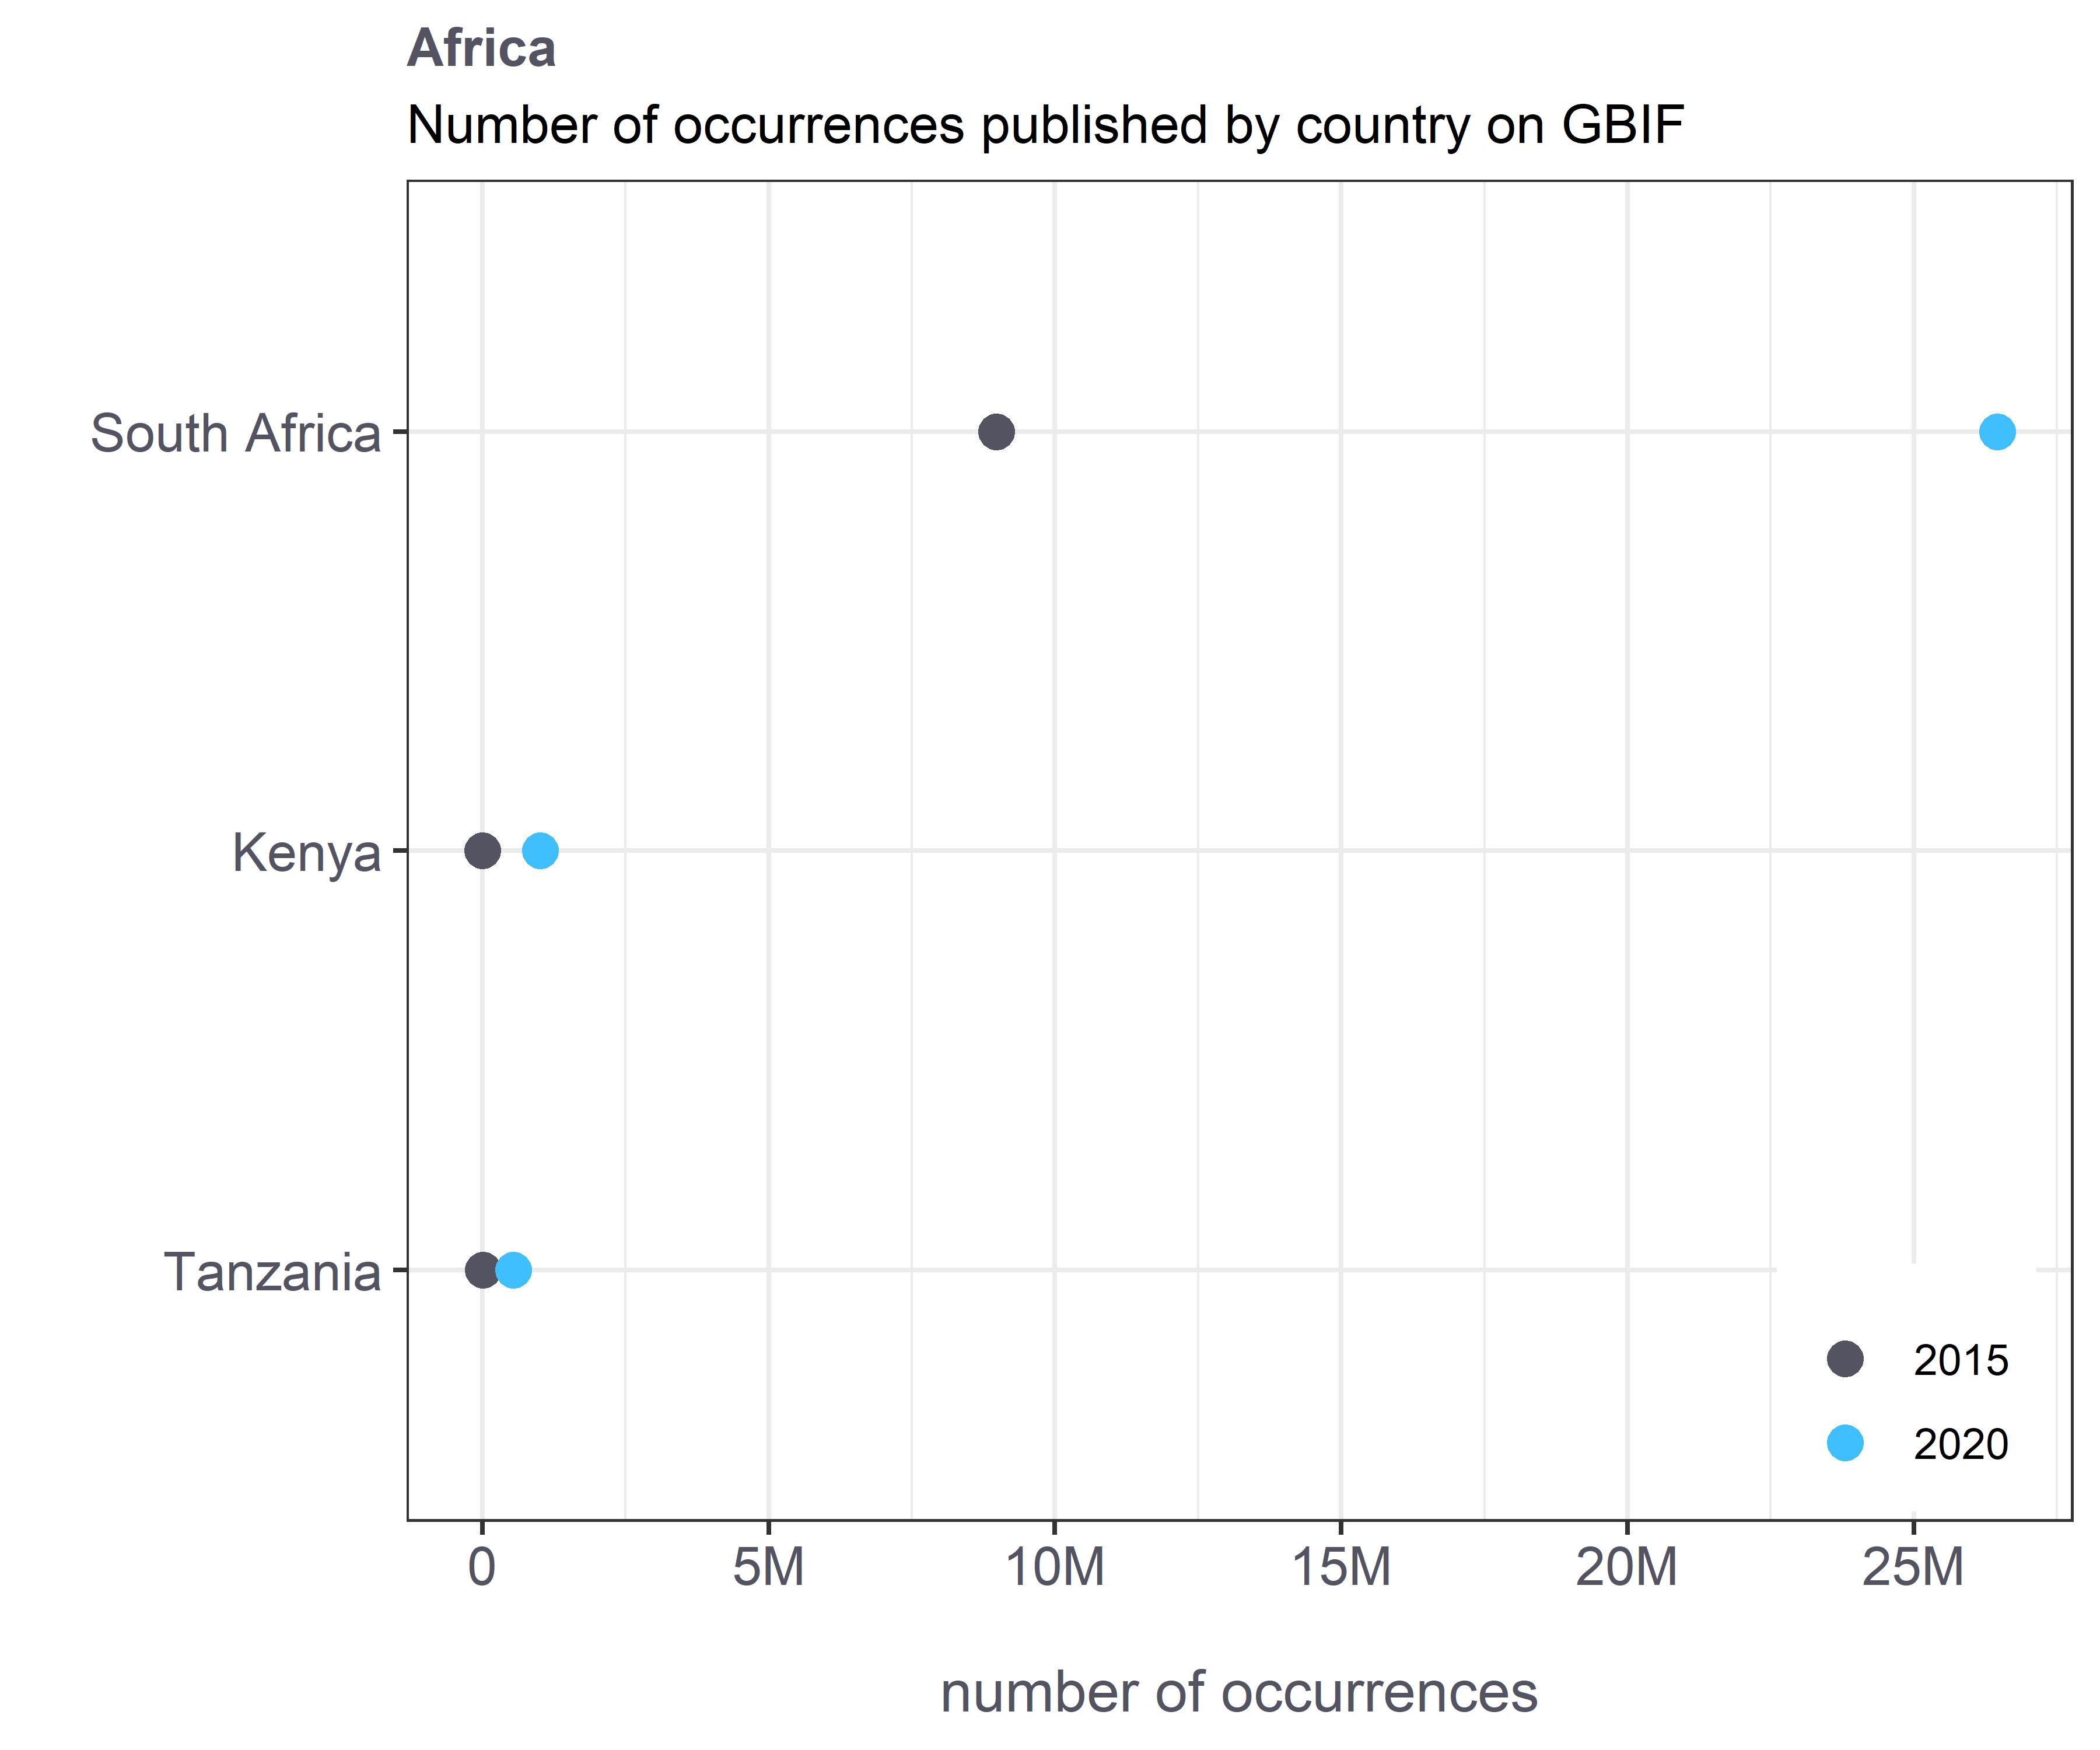 Africa
Number of occurrences published by country on GBIF
South Africa
Kenya
Tanzania
2015
2020
0 5M 10M 15M 20M 25M
number of occurrences